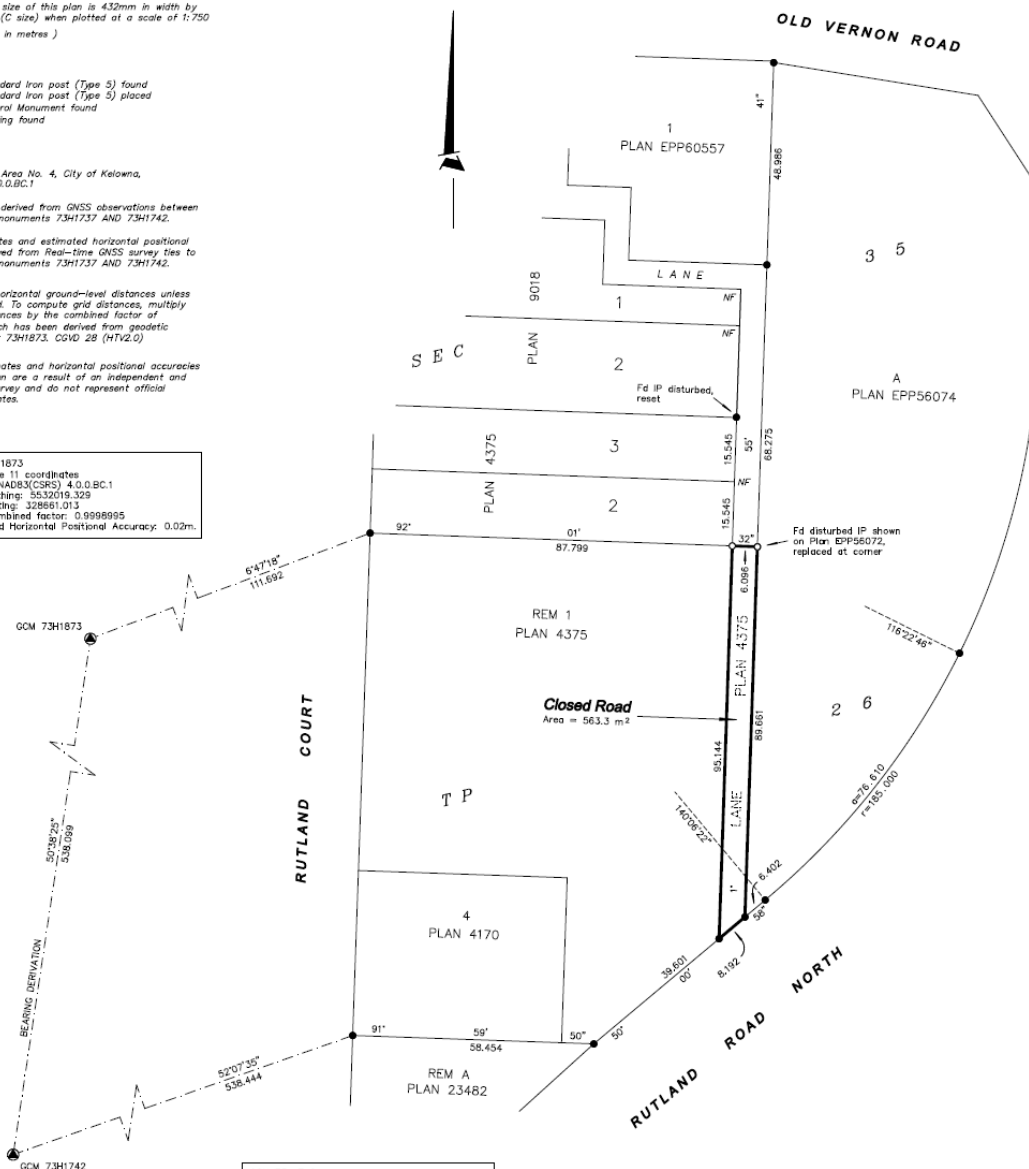 size of this plan is 432mm in width by
(C size) when plotted at a scale of 1:750
in metres )
dard Iron post (Type 5) found
dard Iron post (Type 5) placed
rol Monument found
ing found
Area No. 4, City of Kelowna,
0.0.BC.1
derived from GNSS observations between
monuments 73H1737 AND 73H1742.
tes and estimated horizontal positional
ved from Real-time GNSS survey ties to
monuments 73H1737 AND 73H1742.
orizontal ground-level distances unless
d. To compute grid distances, multiply
nces by the combined factor of
ch has been derived from geodetic
73H1873. CGVD 28 (HTV2.0)
ates and horizontal positional accuracies
an are a result of an independent and
rvey and do not represent official
ates.
1873
e 11 coordinates
NAD83(CSRS) 4.0.0.BC.1
thing: 5532019.329
ting: 328661.013
mbined factor: 0.9998995
d Horizontal Positional Accuracy: 0.02m.
OLD VERNON ROAD
1
PLAN EPP60557
41"
48.986
3 5
LANE
NF
1
PLAN 9018
NF
SEC
2
Fd IP disturbed,
reset
A
PLAN EPP56074
3
PLAN 4375
15.545
55'
68.275
NF
2
15.545
92°
01'
87.799
32"
Fd disturbed IP shown
on Plan EPP56072,
replaced at corner
6°47'18"
111.692
GCM 73H1873
6.096
REM 1
PLAN 4375
LANE PLAN 4375
116°22'46"
Closed Road
Area = 563.3 m²
2 6
RUTLAND COURT
95.144
89.661
TP
140°06'22"
a=76.610
r=185.000
50°38'25"
538.099
BEARING DERIVATION
1"
6.402
58"
4
PLAN 4170
39.601
00'
8.192
RUTLAND ROAD NORTH
91°
59'
58.454
50"
50'
52°07'35"
538.444
REM A
PLAN 23482
GCM 73H1742